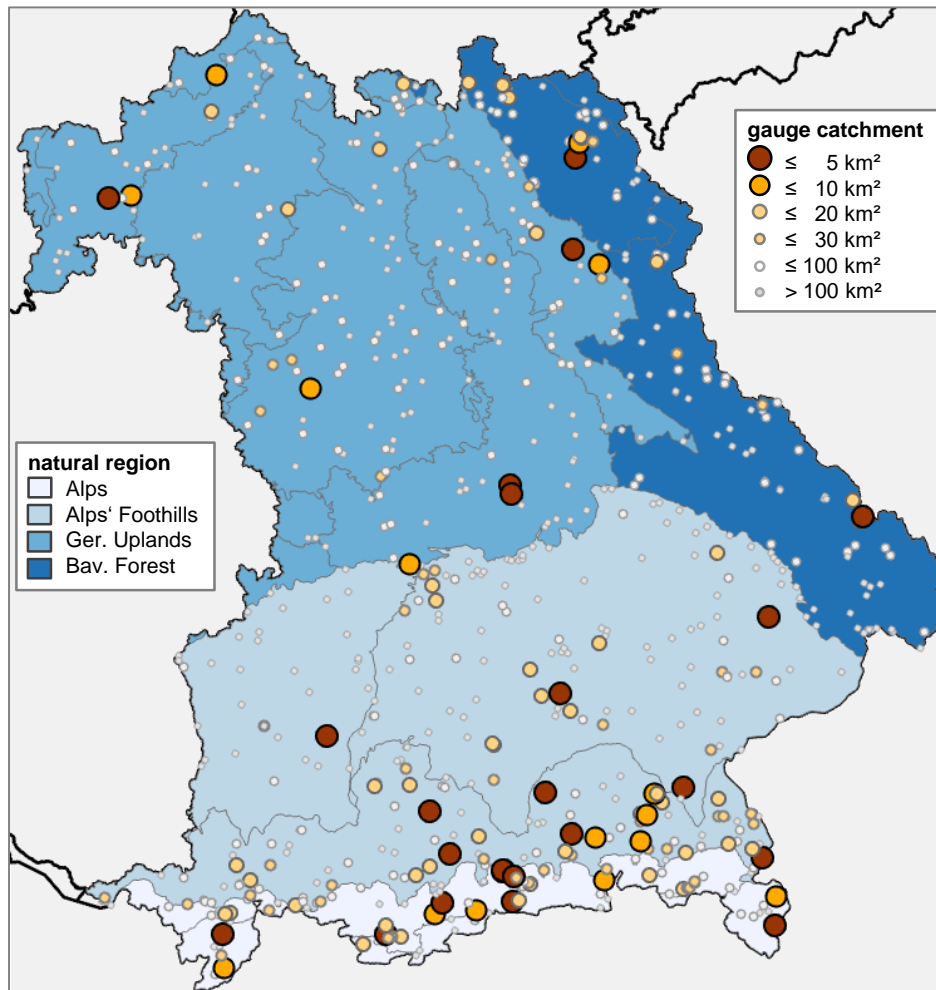 gauge catchment
≤ 5 km²
≤ 10 km²
≤ 20 km²
≤ 30 km²
≤ 100 km²
> 100 km²
natural region
Alps
Alps‘ Foothills
Ger. Uplands
Bav. Forest